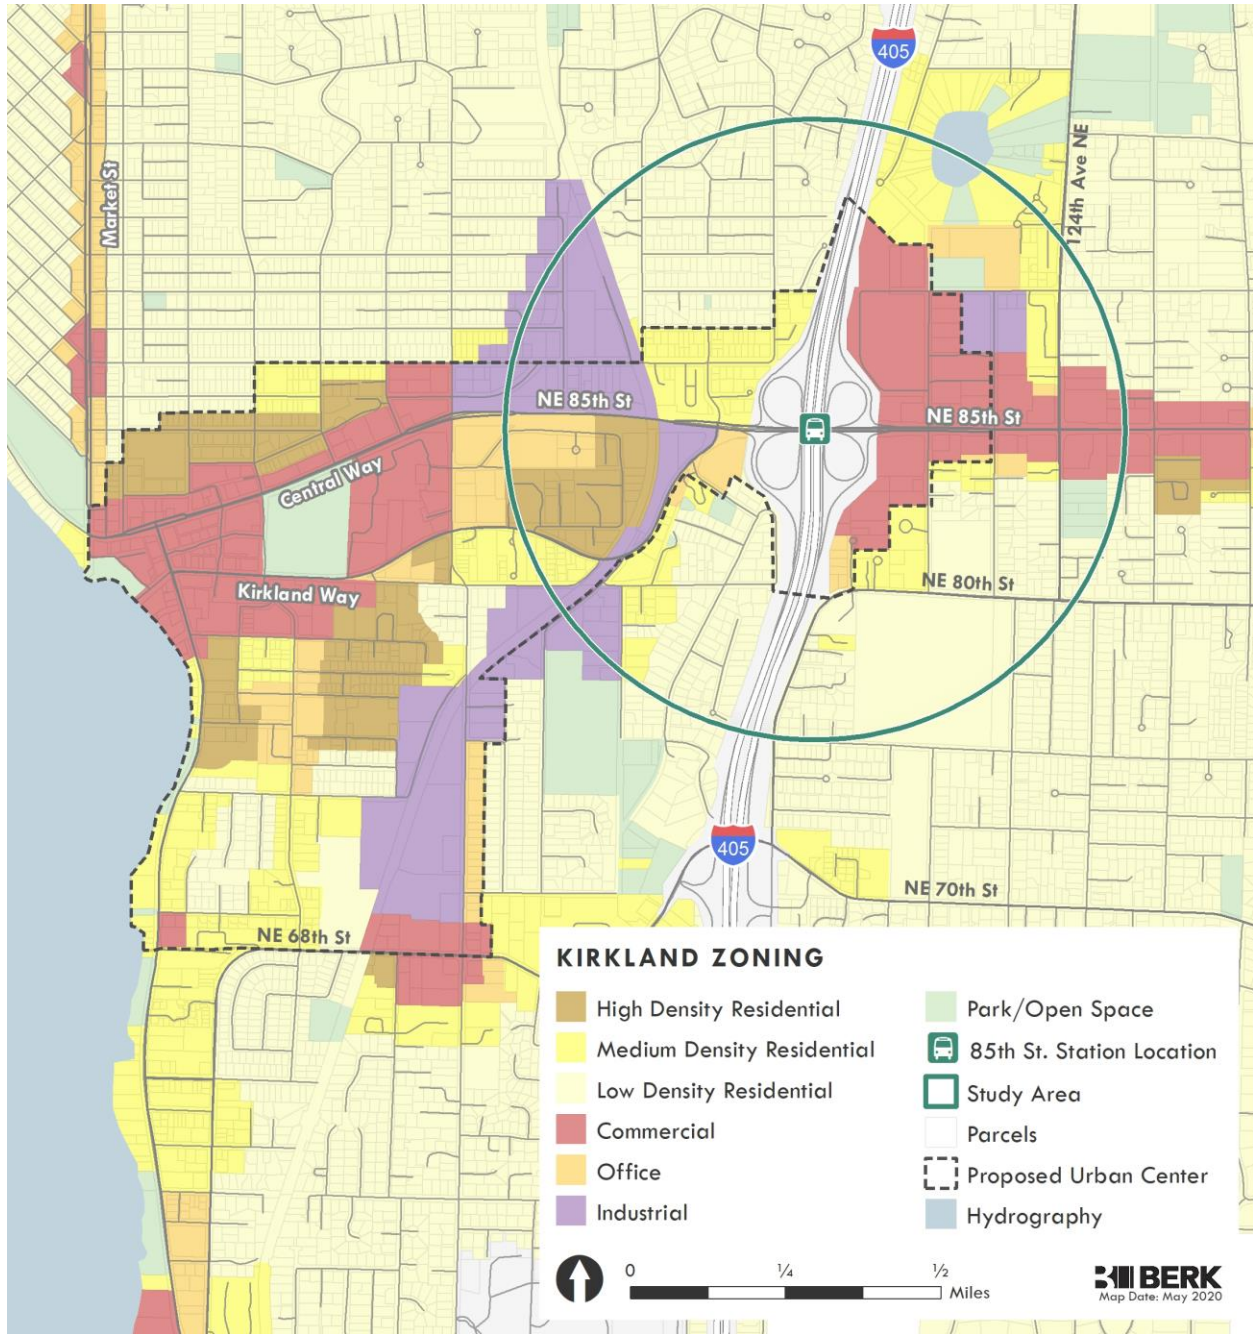 405
Market St
124th Ave NE
NE 85th St
NE 85th St
Central Way
Kirkland Way
NE 80th St
405
NE 70th St
NE 68th St
KIRKLAND ZONING
High Density Residential
Medium Density Residential
Low Density Residential
Commercial
Office
Industrial
Park/Open Space
85th St. Station Location
Study Area
Parcels
Proposed Urban Center
Hydrography
0 ¼ ½
Miles
BERK
Map Date: May 2020